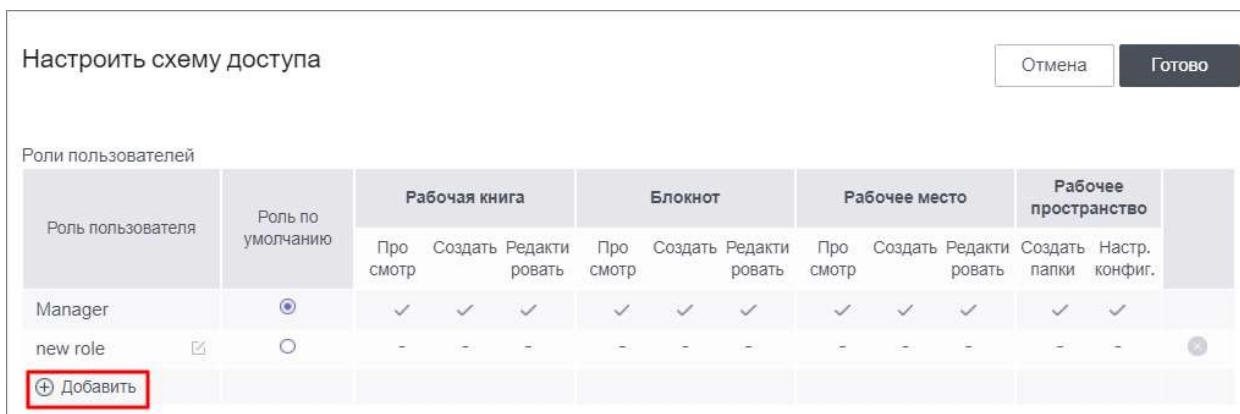 Настроить схему доступа
Отмена
Готово
Роли пользователей
Роль пользователя
Роль по
умолчанию
Рабочая книга
Блокнот
Рабочее место
Рабочее
пространство
Про
смотр
Создать
Редакти
ровать
Про
смотр
Создать
Редакти
ровать
Про
смотр
Создать
Редакти
ровать
Создать
папки
Настр.
конфиг.
Manager
new role
- - - - - - - - - - -
Добавить